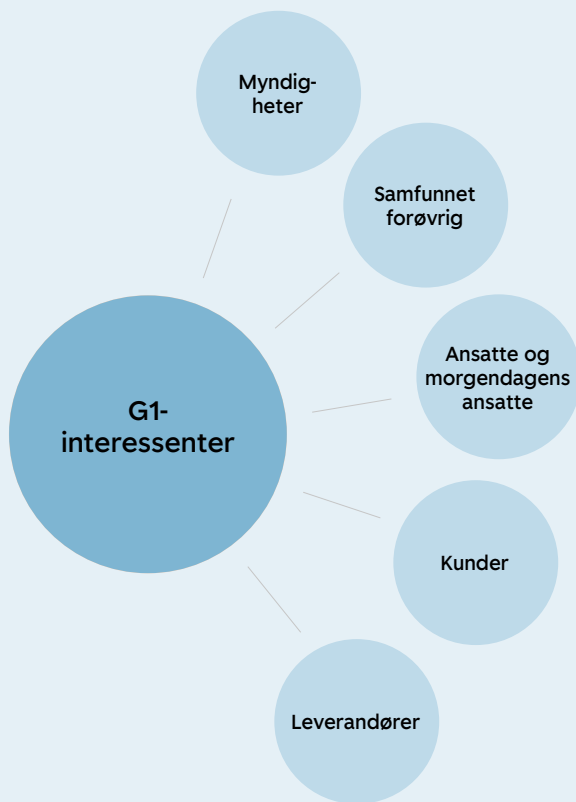 Myndig-
heter
Samfunnet
forøvrig
Ansatte og
morgendagens
ansatte
G1-
interessenter
Kunder
Leverandører